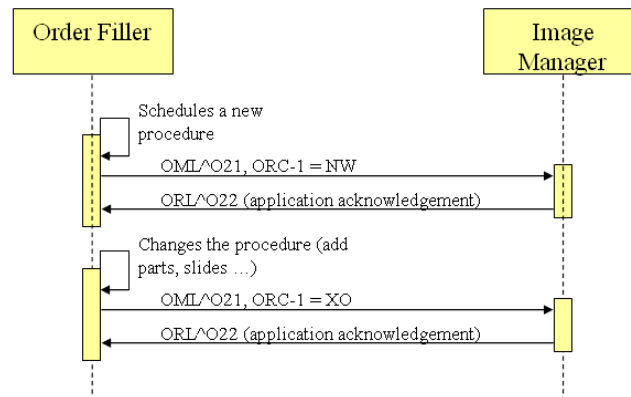 Order Filler
Image
Manager
Schedules a new
procedure
OML^O21, ORC-1 = NW
ORL^O22 (application acknowledgement)
Changes the procedure (add
parts, slides ...)
OML^O21, ORC-1 = XO
ORL^O22 (application acknowledgement)